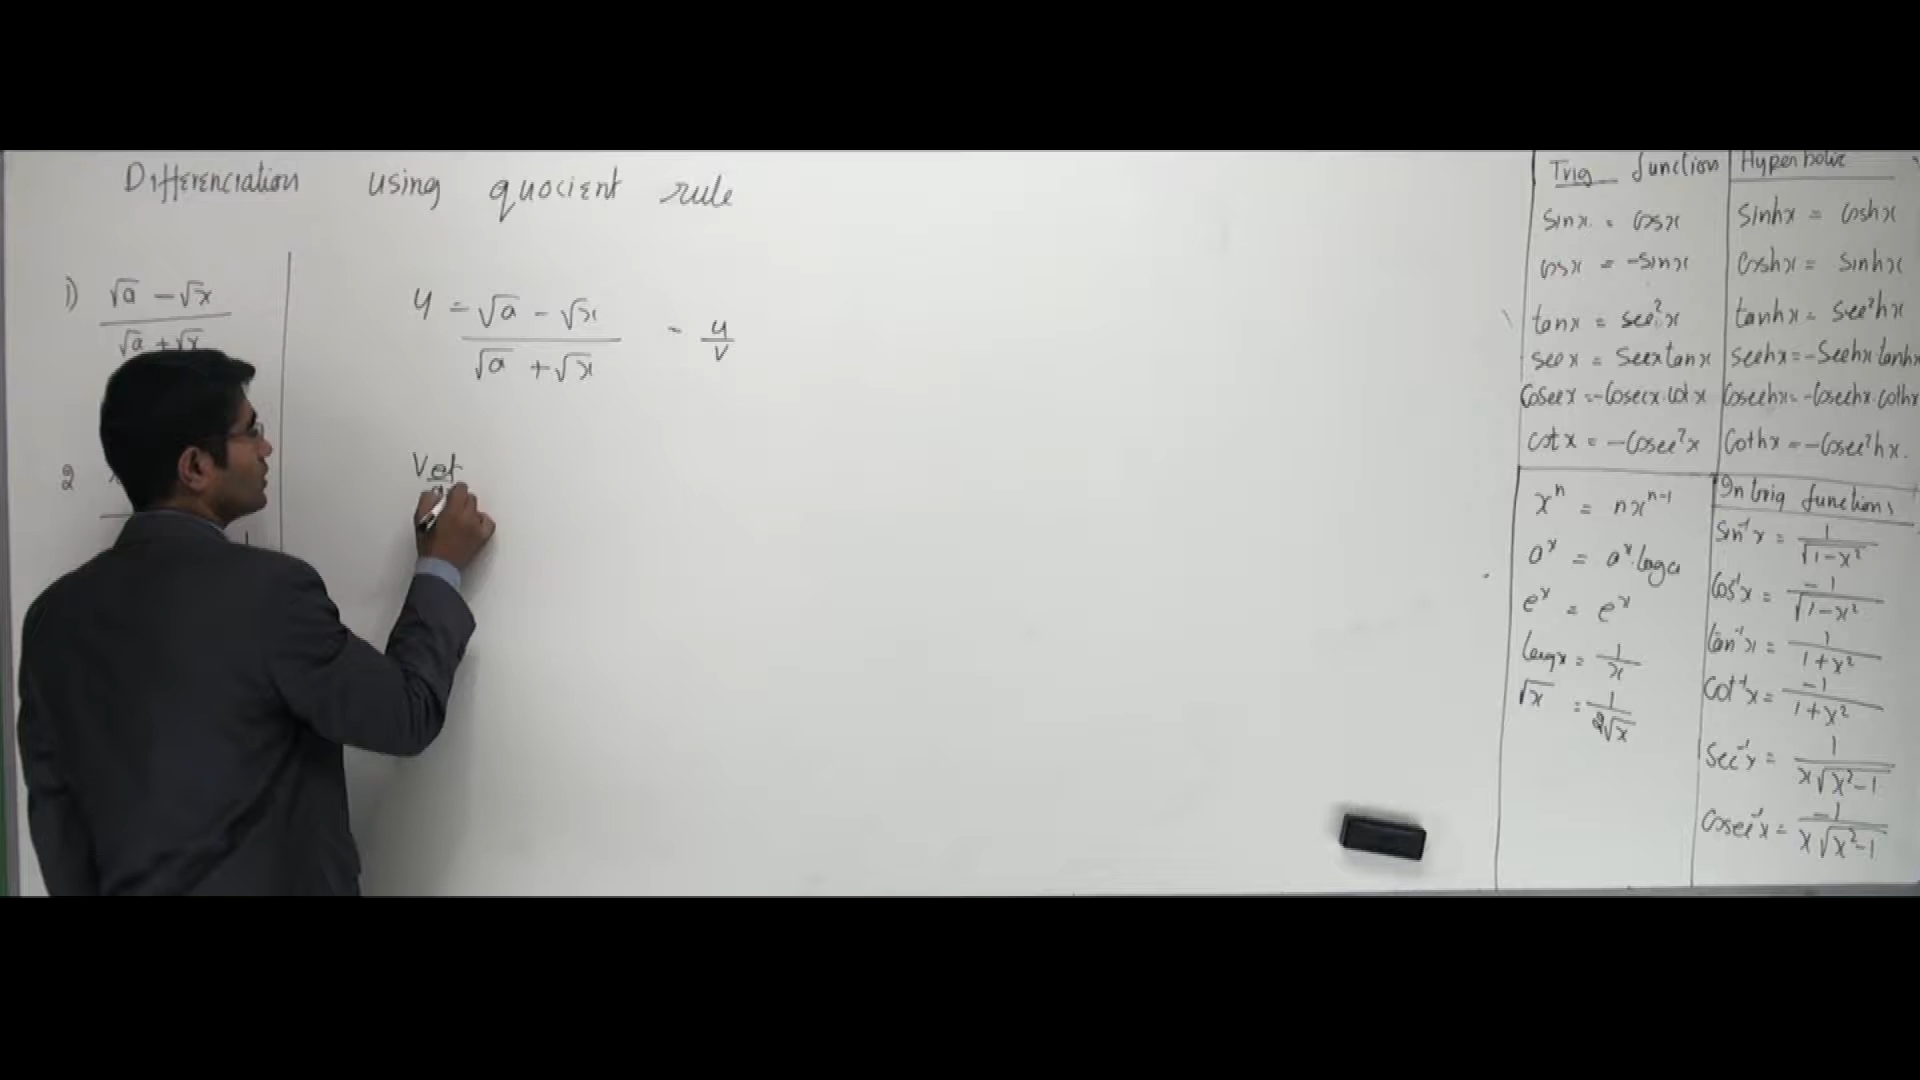 Differenciation using quocient rule
1) √a - √x
√a + √x
2
y = √a - √x / √a + √x = u/v
Trig function
sinx = cosx
cosx = -sinx
tanx = sec²x
secx = secxtanx
cosecx = -cosecx.cotx
cotx = -cosec²x
Hyperbolic
sinhx = coshx
coshx = sinhx
tanhx = sec²hx
sechx = -sechx.tanhx
cosechx = -cosechx.cothx
cothx = -cosec²hx.
xⁿ = nxⁿ⁻¹
aˣ = aˣ.loga
eˣ = eˣ
logx = 1/x
√x = 1/2√x
In trig functions
sin⁻¹x = 1/√1-x²
cos⁻¹x = -1/√1-x²
tan⁻¹x = 1/1+x²
cot⁻¹x = -1/1+x²
sec⁻¹x = 1/x√x²-1
cosec⁻¹x = -1/x√x²-1